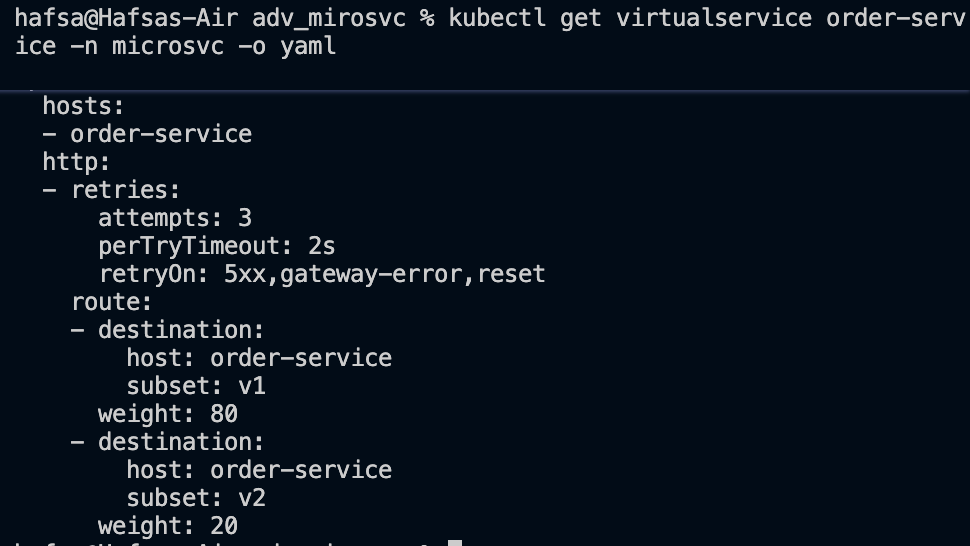 hafsa@Hafsas-Air adv_mirosvc % kubectl get virtualservice order-serv
ice -n microsvc -o yaml
hosts:
- order-service
http:
- retries:
attempts: 3
perTryTimeout: 2s
retryOn: 5xx,gateway-error,reset
route:
- destination:
host: order-service
subset: v1
weight: 80
- destination:
host: order-service
subset: v2
weight: 20